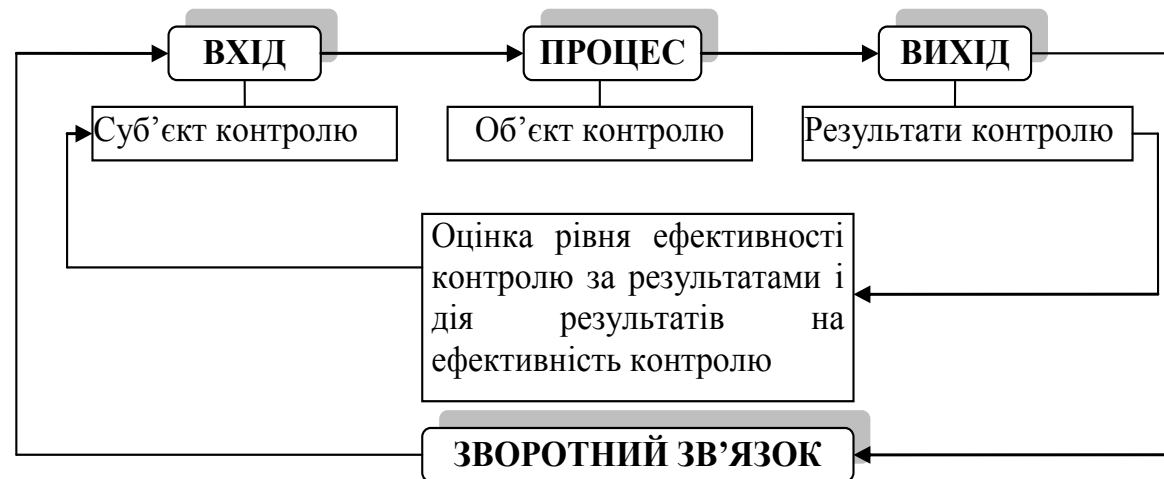 ВХІД
ПРОЦЕС
ВИХІД
Суб’єкт контролю
Об’єкт контролю
Результати контролю
Оцінка рівня ефективності
контролю за результатами і
дія результатів на
ефективність контролю
ЗВОРОТНИЙ ЗВ’ЯЗОК